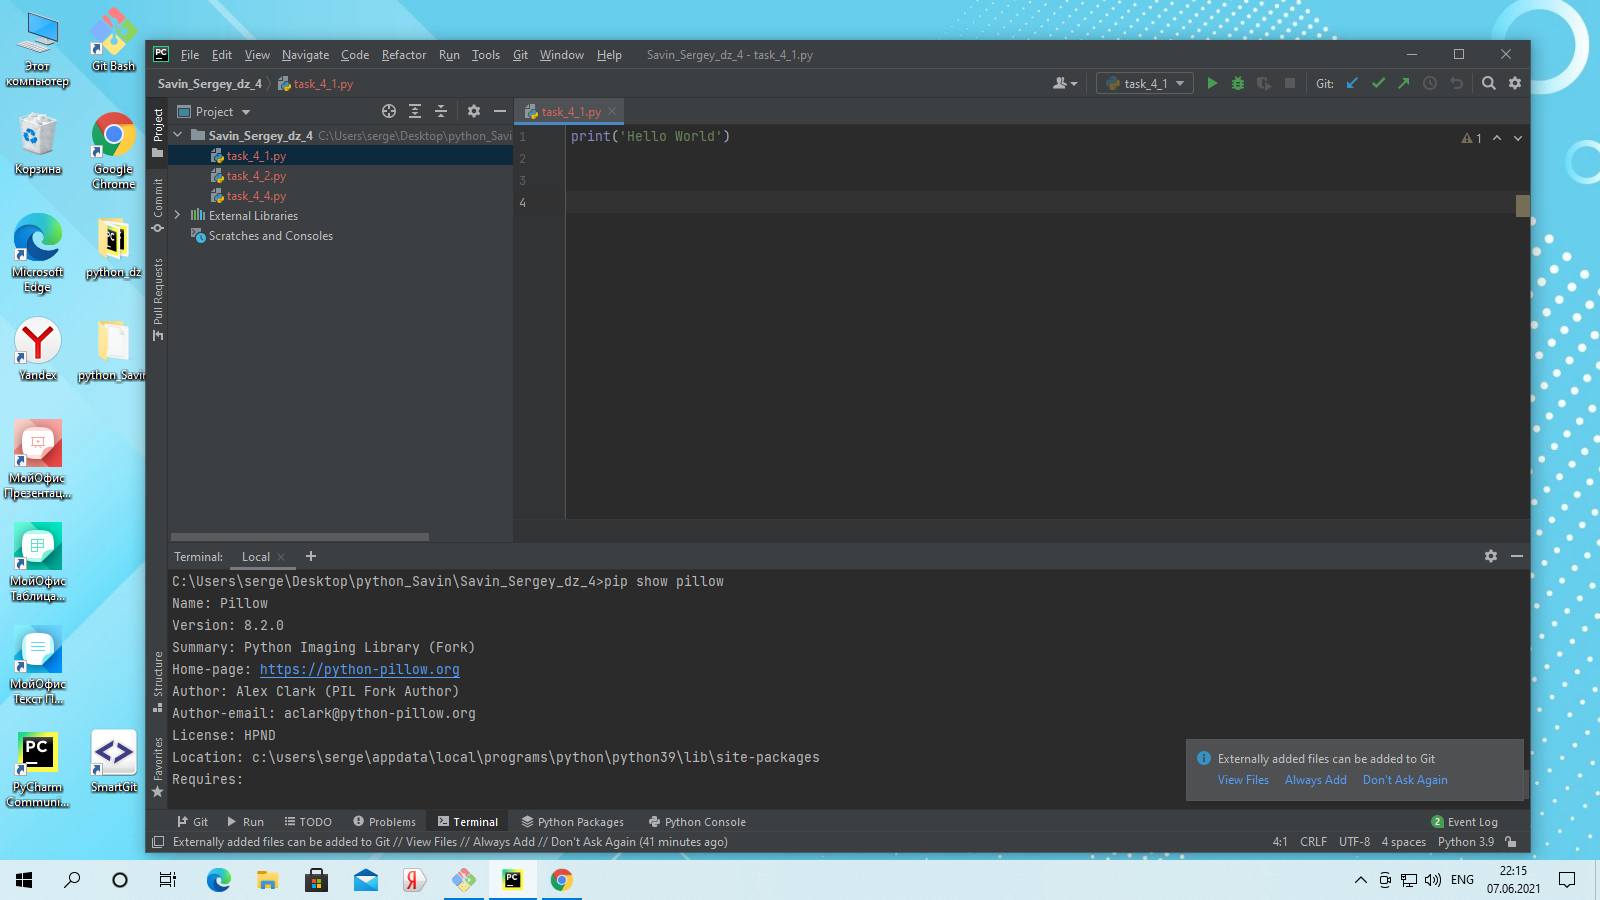 Этот компьютер
Git Bash
Корзина
Google Chrome
Microsoft Edge
python_dz
Yandex
python_Savin
МойОфис Презентац...
МойОфис Таблица...
МойОфис Текст П...
PyCharm Communi...
SmartGit
PC File Edit View Navigate Code Refactor Run Tools Git Window Help Savin_Sergey_dz_4 - task_4_1.py
Savin_Sergey_dz_4 task_4_1.py task_4_1 Git:
Project
Commit
Pull Requests
Structure
Favorites
Project
task_4_1.py
Savin_Sergey_dz_4 C:\Users\serge\Desktop\python_Savi
task_4_1.py
task_4_2.py
task_4_4.py
External Libraries
Scratches and Consoles
1 print('Hello World')
2
3
4
1
Terminal: Local
C:\Users\serge\Desktop\python_Savin\Savin_Sergey_dz_4>pip show pillow
Name: Pillow
Version: 8.2.0
Summary: Python Imaging Library (Fork)
Home-page: https://python-pillow.org
Author: Alex Clark (PIL Fork Author)
Author-email: aclark@python-pillow.org
License: HPND
Location: c:\users\serge\appdata\local\programs\python\python39\lib\site-packages
Requires:
Externally added files can be added to Git
View Files Always Add Don't Ask Again
Git Run TODO Problems Terminal Python Packages Python Console 2 Event Log
Externally added files can be added to Git // View Files // Always Add // Don't Ask Again (41 minutes ago) 4:1 CRLF UTF-8 4 spaces Python 3.9
ENG
22:15
07.06.2021